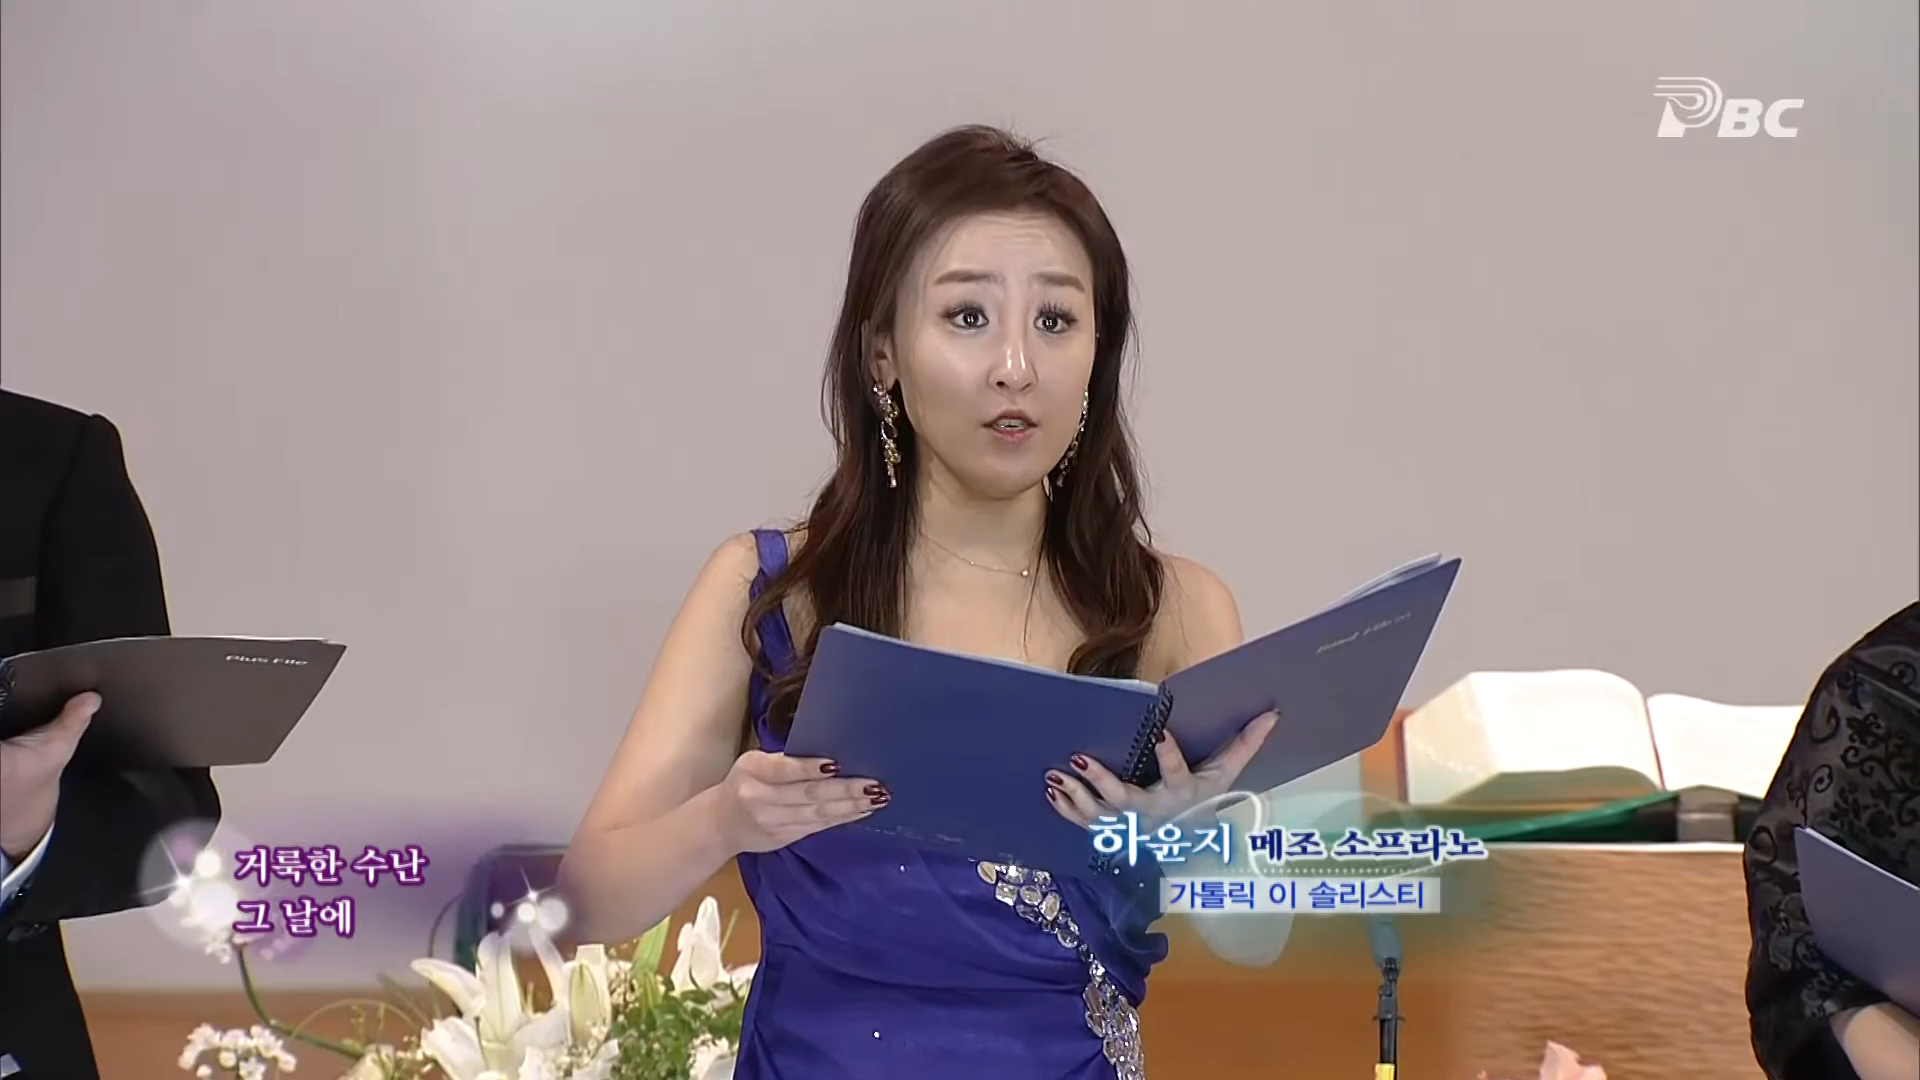 PBC
Plus File
거룩한 수난
그 날에
하윤지 메조 소프라노
가톨릭 이 솔리스티